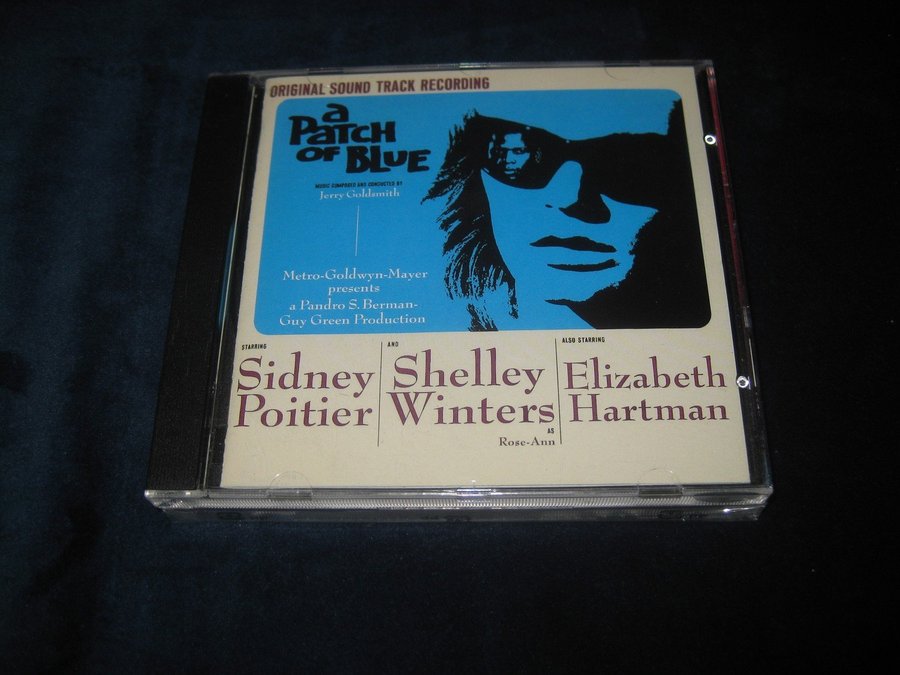 ORIGINAL SOUND TRACK RECORDING
a
PaTCH
OF BLUE
MUSIC COMPOSED AND CONDUCTED BY
Jerry Goldsmith
Metro-Goldwyn-Mayer
presents
a Pandro S. Berman-
Guy Green Production
STARRING
Sidney
Poitier
AND
Shelley
Winters
AS
Rose-Ann
ALSO STARRING
Elizabeth
Hartman